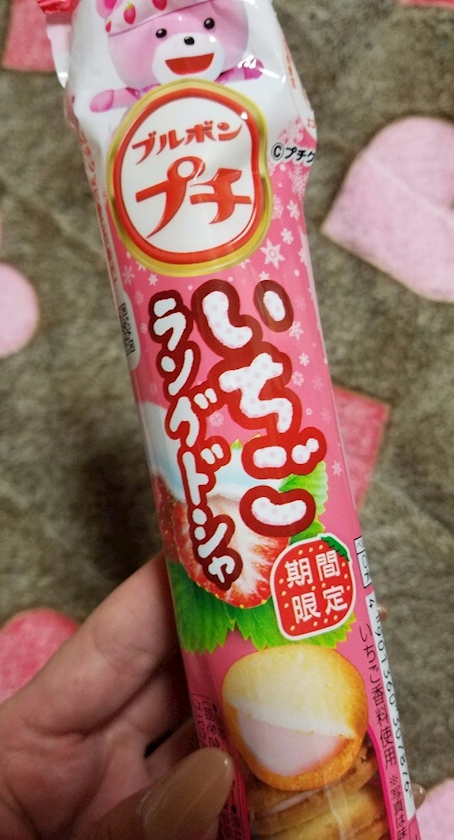 ブルボン
プチ
©プチク
いちご
ラングドシャ
期間
限定
いちご香料使用